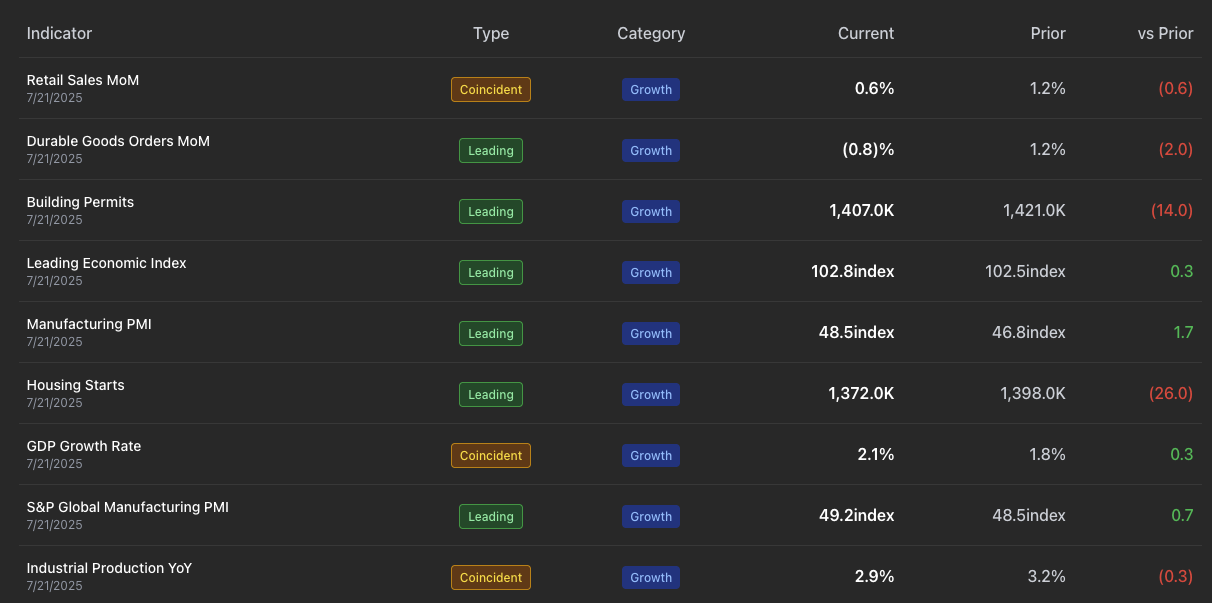 Indicator Type Category Current Prior vs Prior
Retail Sales MoM Coincident Growth 0.6% 1.2% (0.6)
7/21/2025
Durable Goods Orders MoM Leading Growth (0.8)% 1.2% (2.0)
7/21/2025
Building Permits Leading Growth 1,407.0K 1,421.0K (14.0)
7/21/2025
Leading Economic Index Leading Growth 102.8index 102.5index 0.3
7/21/2025
Manufacturing PMI Leading Growth 48.5index 46.8index 1.7
7/21/2025
Housing Starts Leading Growth 1,372.0K 1,398.0K (26.0)
7/21/2025
GDP Growth Rate Coincident Growth 2.1% 1.8% 0.3
7/21/2025
S&P Global Manufacturing PMI Leading Growth 49.2index 48.5index 0.7
7/21/2025
Industrial Production YoY Coincident Growth 2.9% 3.2% (0.3)
7/21/2025